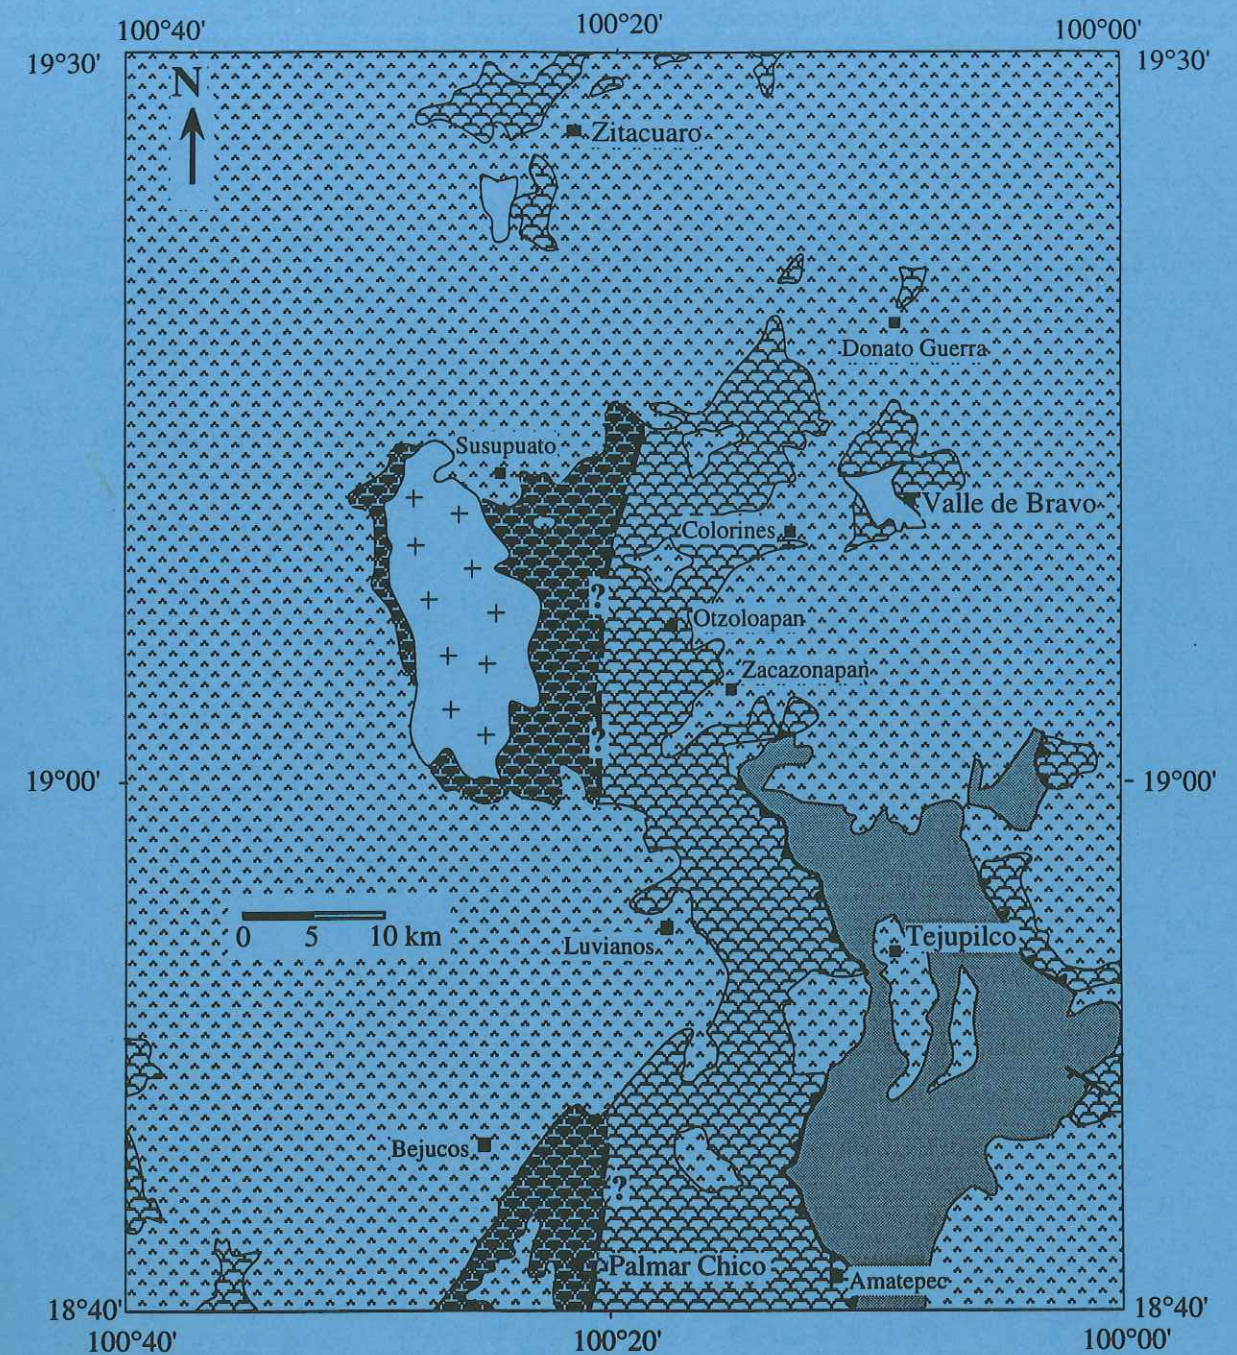 100°40'
100°20'
100°00'
19°30'
19°30'
N
Zitacuaro
Donato Guerra
Susupuato
Valle de Bravo
Colorines
?
Otzoloapan
Zacazonapan
?
19°00'
19°00'
0 5 10 km
Tejupilco
Luvianos
Bejucos
?
Palmar Chico
Amatepec
18°40'
18°40'
100°40'
100°20'
100°00'